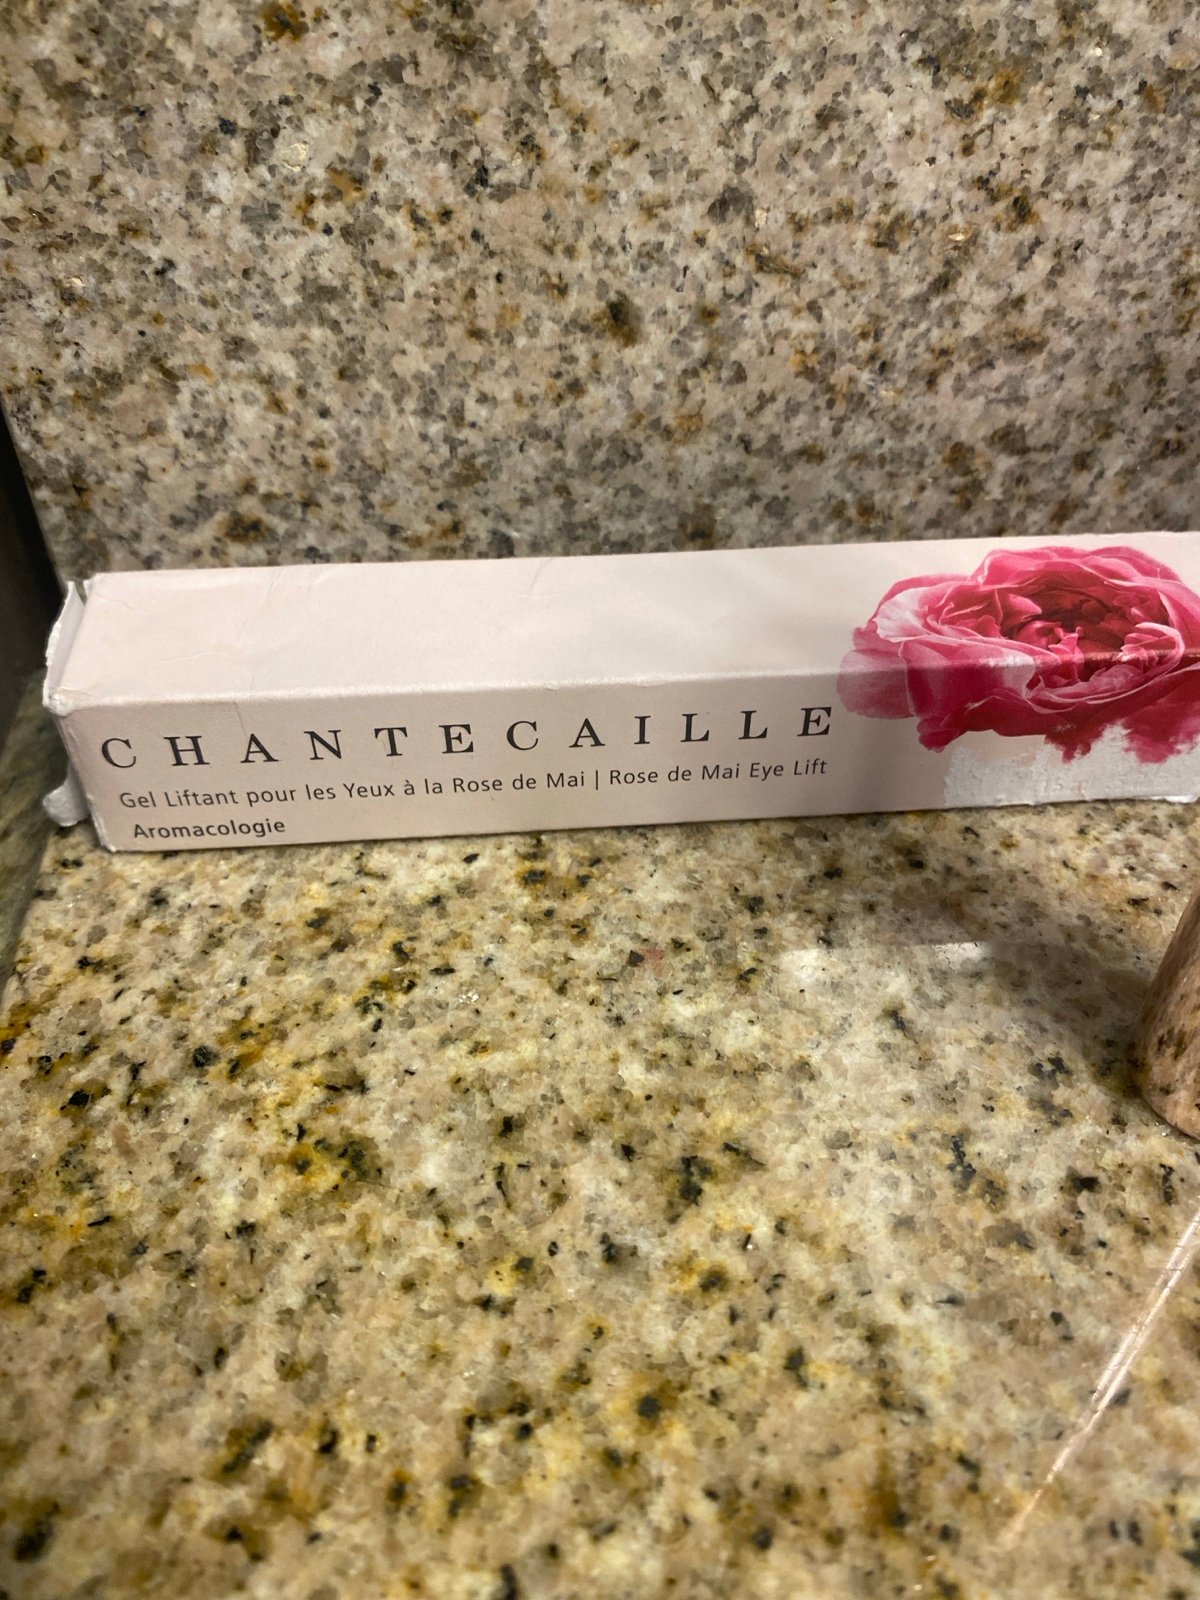 CHANTECAILLE
Gel Liftant pour les Yeux à la Rose de Mai | Rose de Mai Eye Lift
Aromacologie